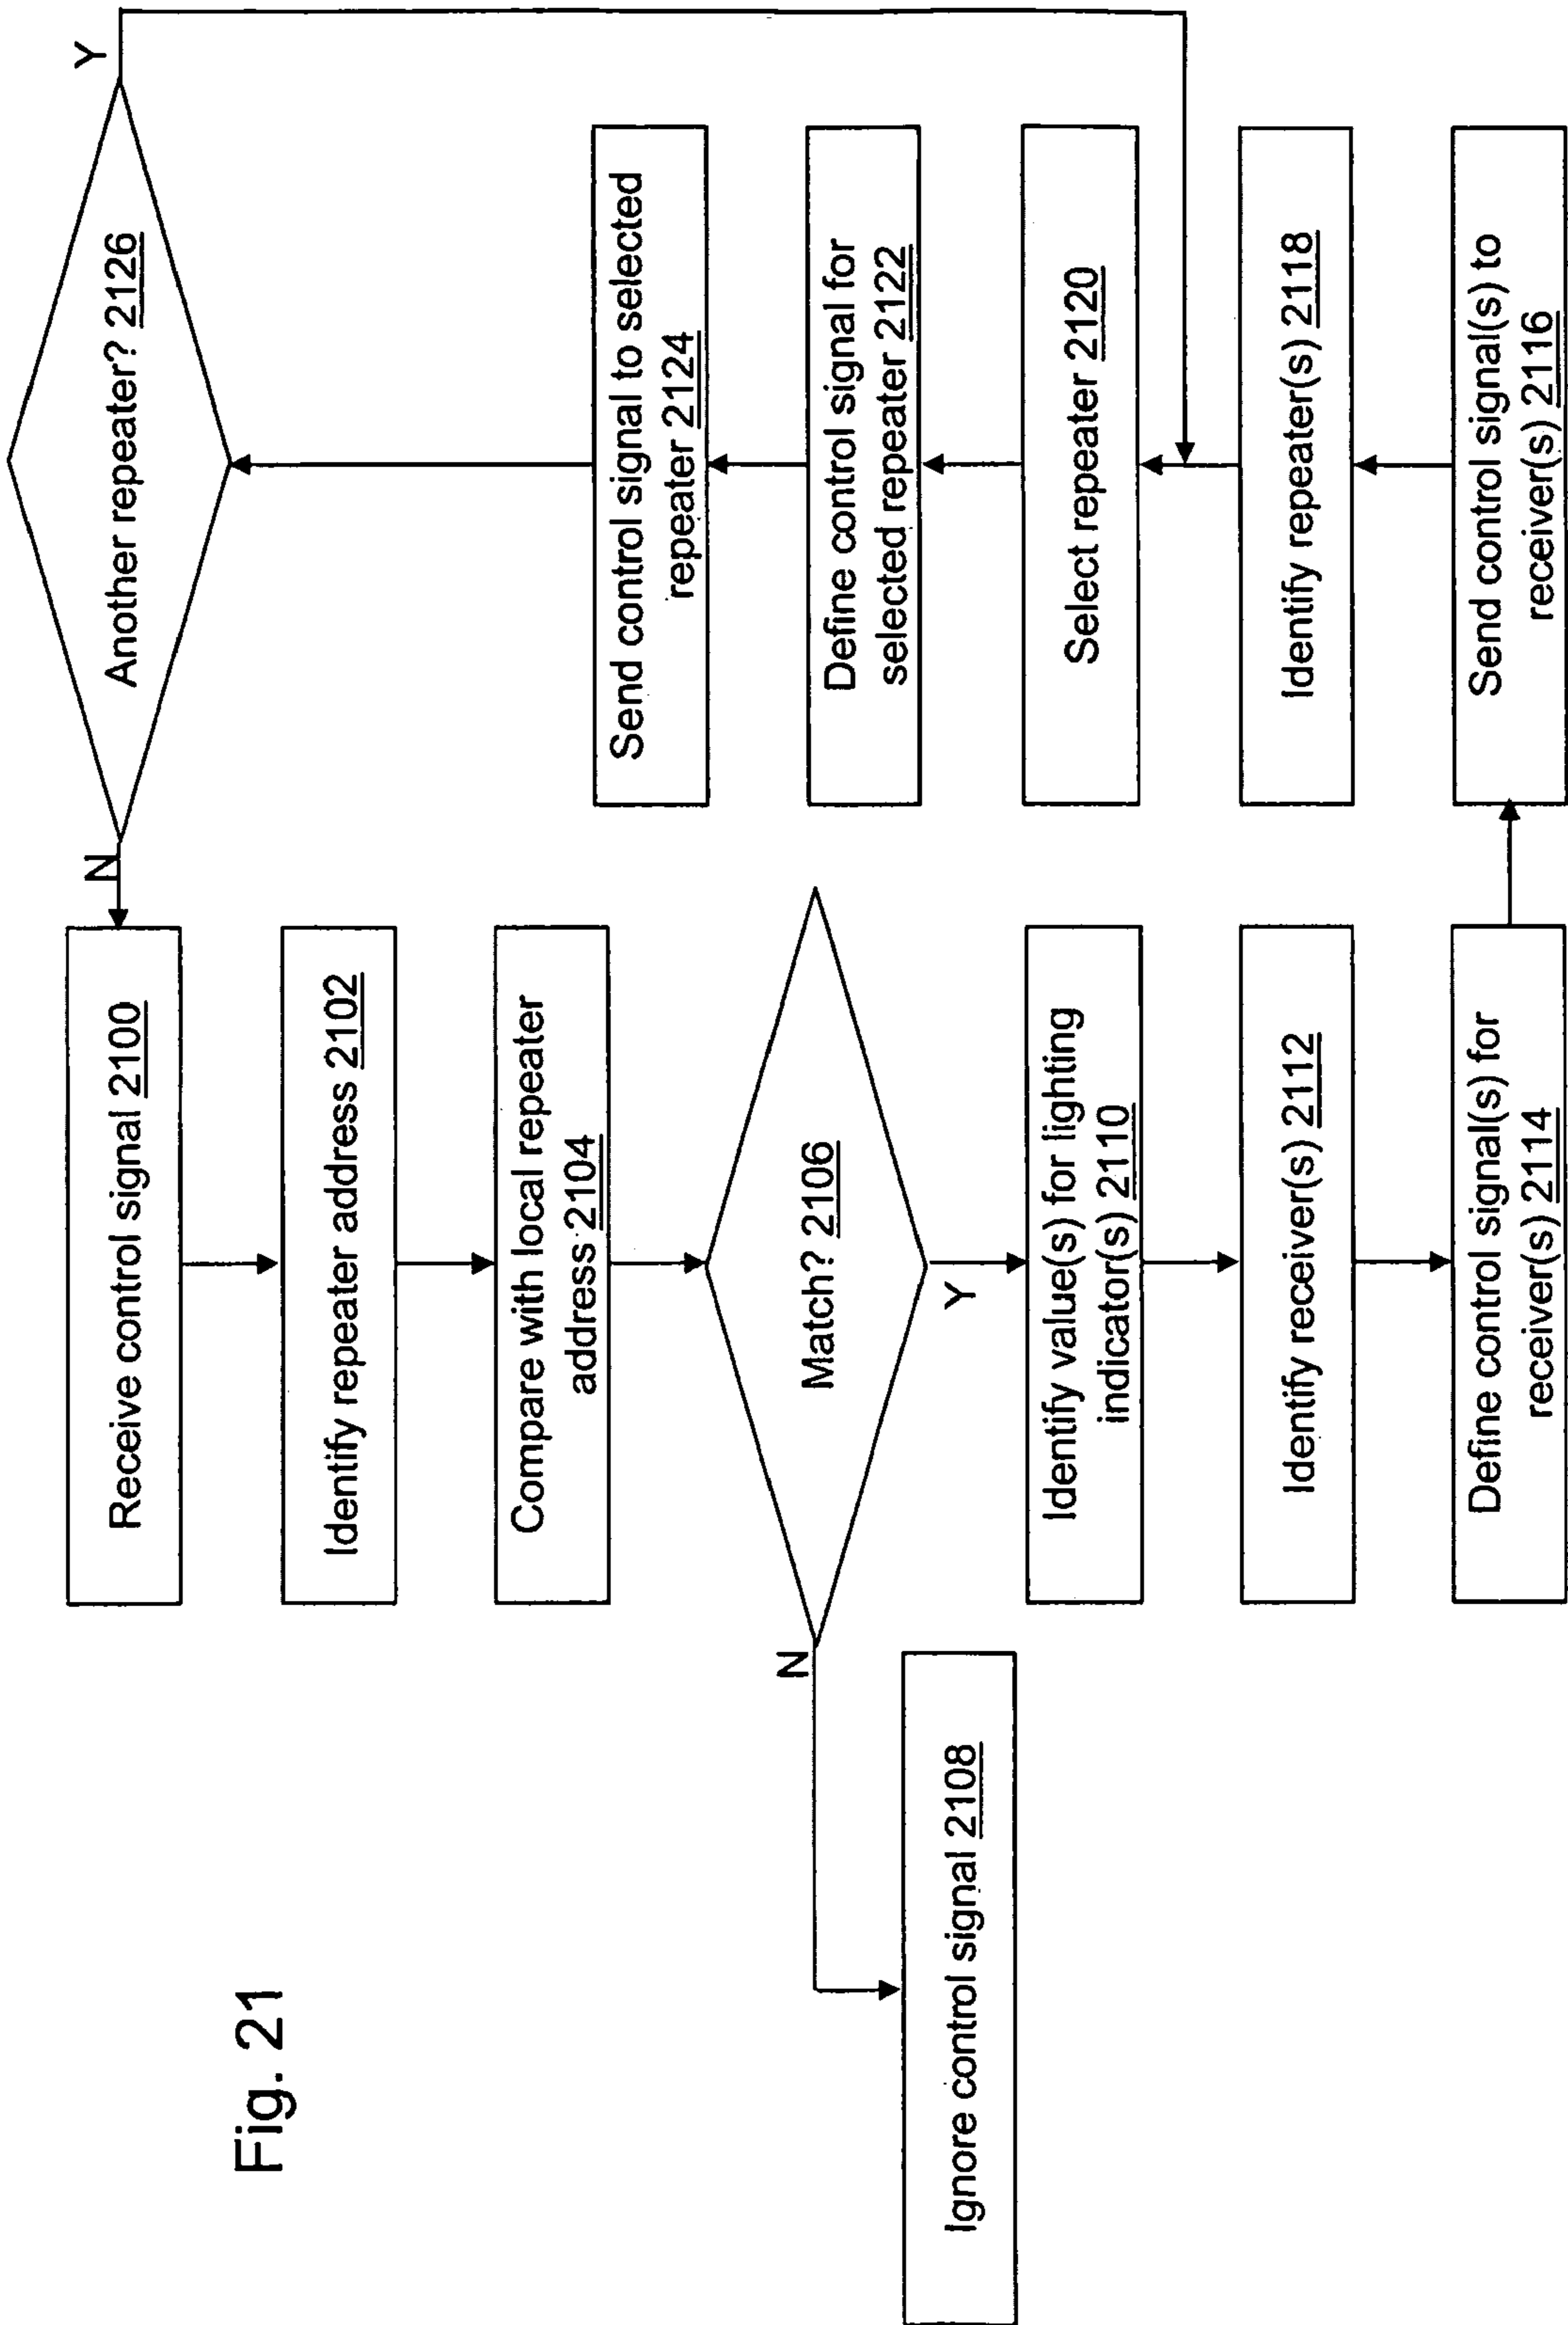 Fig. 21
Receive control signal 2100
Identify repeater address 2102
Compare with local repeater
address 2104
Match? 2106
N
Y
Ignore control signal 2108
Identify value(s) for lighting
indicator(s) 2110
Identify receiver(s) 2112
Define control signal(s) for
receiver(s) 2114
Send control signal(s) to
receiver(s) 2116
Identify repeater(s) 2118
Select repeater 2120
Define control signal for
selected repeater 2122
Send control signal to selected
repeater 2124
Another repeater? 2126
N
Y